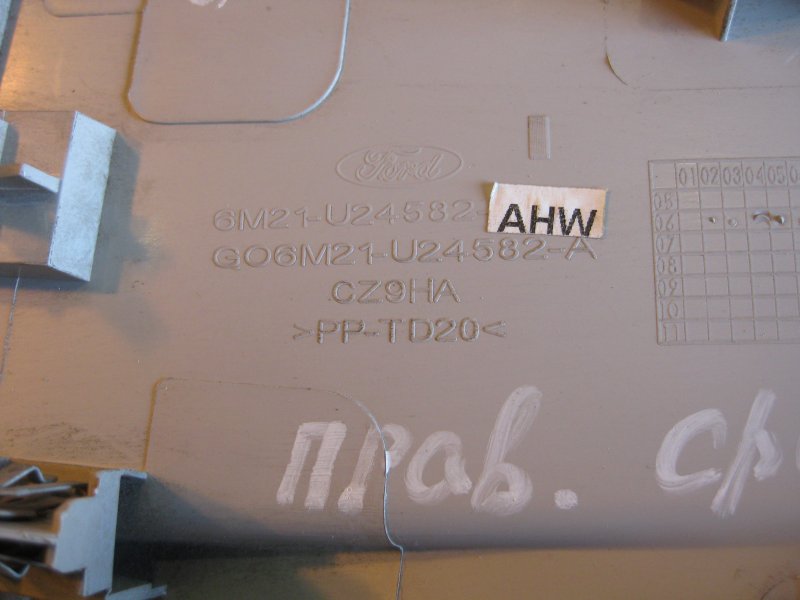 Ford
6M21-U24582- AHW
GO6M21-U24582-A
CZ9HA
>PP-TD20<
01 02 03 04 05
05
06
07
08
09
10
11
прав.